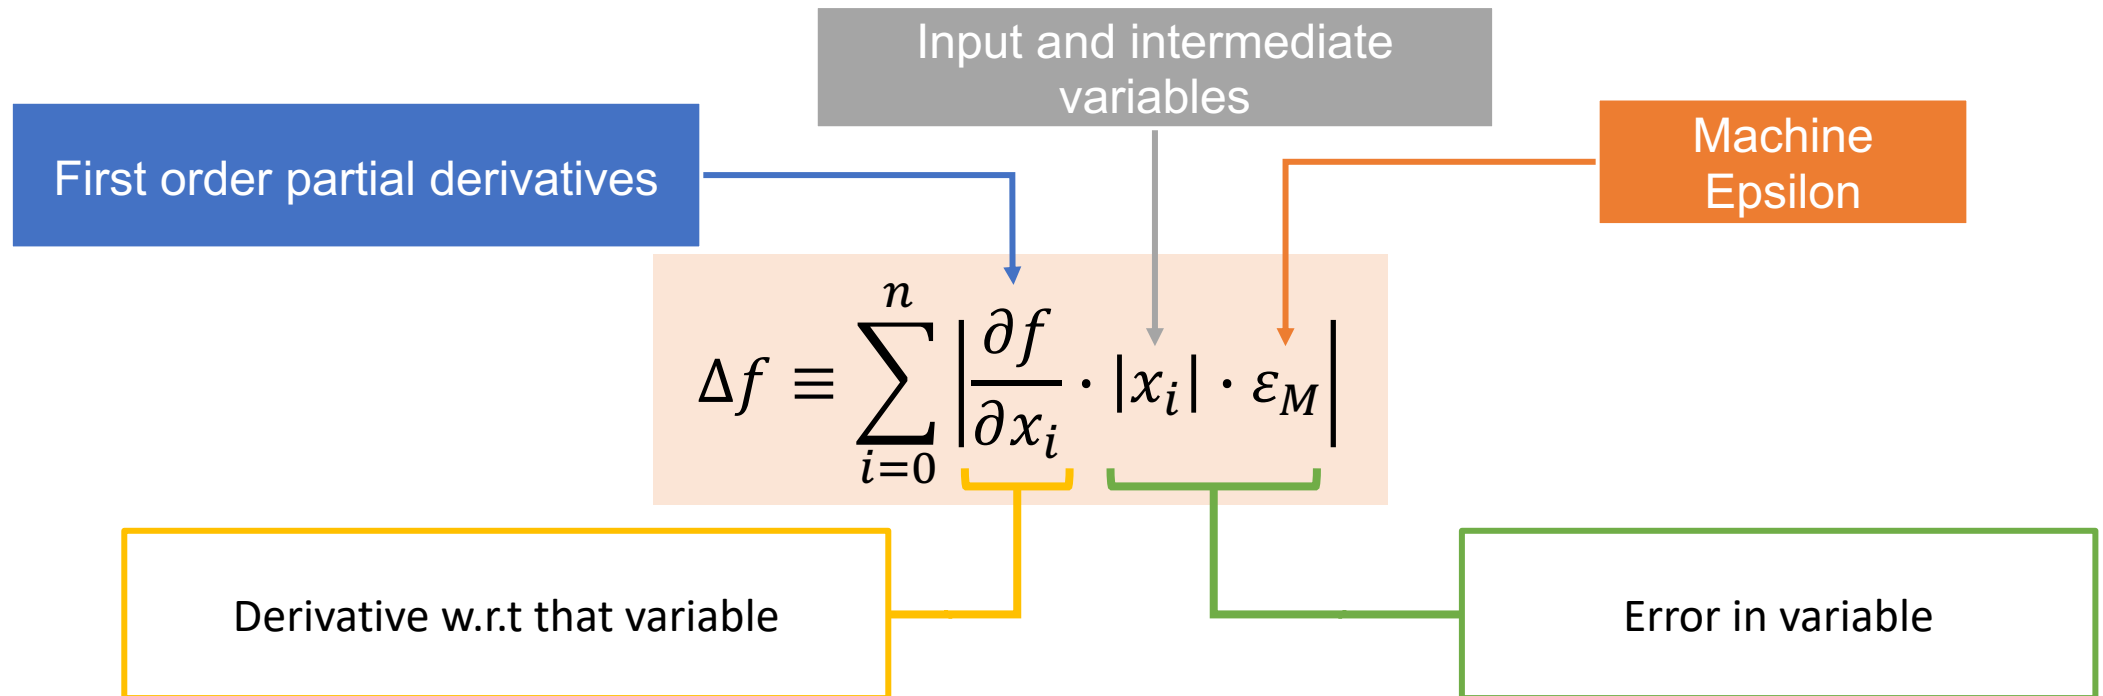 Input and intermediate
variables
First order partial derivatives
Machine
Epsilon
Δf ≡ ∑_{i=0}^{n} |∂f/∂x_i · |x_i| · ε_M|
Derivative w.r.t that variable
Error in variable